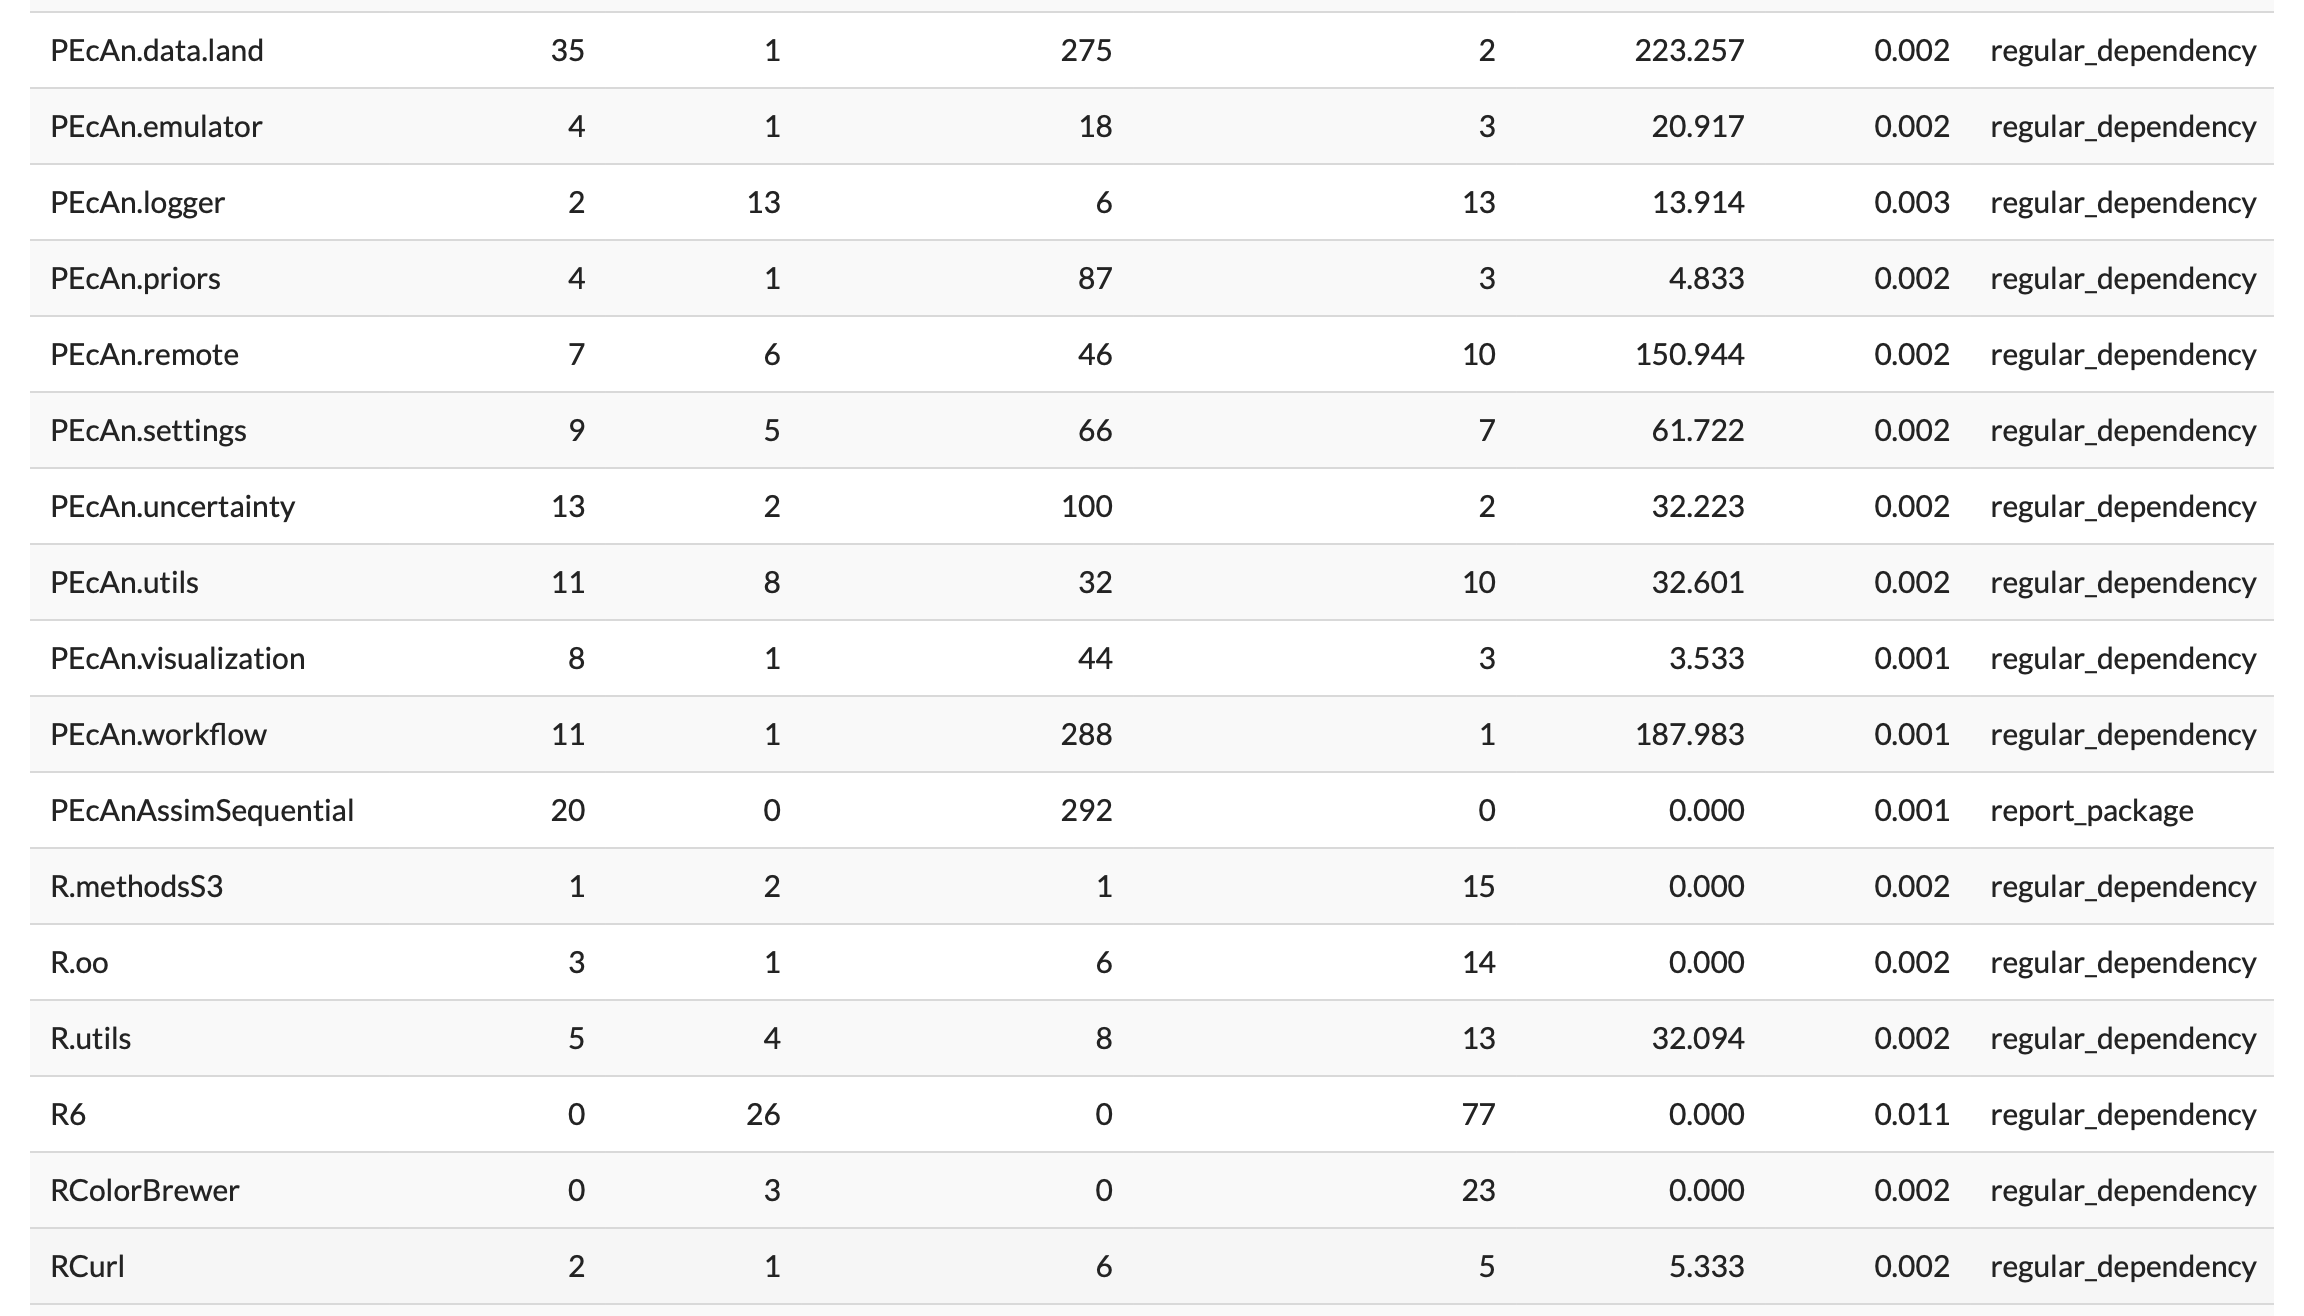 PEcAn.data.land 35 1 275 2 223.257 0.002 regular_dependency
PEcAn.emulator 4 1 18 3 20.917 0.002 regular_dependency
PEcAn.logger 2 13 6 13 13.914 0.003 regular_dependency
PEcAn.priors 4 1 87 3 4.833 0.002 regular_dependency
PEcAn.remote 7 6 46 10 150.944 0.002 regular_dependency
PEcAn.settings 9 5 66 7 61.722 0.002 regular_dependency
PEcAn.uncertainty 13 2 100 2 32.223 0.002 regular_dependency
PEcAn.utils 11 8 32 10 32.601 0.002 regular_dependency
PEcAn.visualization 8 1 44 3 3.533 0.001 regular_dependency
PEcAn.workflow 11 1 288 1 187.983 0.001 regular_dependency
PEcAnAssimSequential 20 0 292 0 0.000 0.001 report_package
R.methodsS3 1 2 1 15 0.000 0.002 regular_dependency
R.oo 3 1 6 14 0.000 0.002 regular_dependency
R.utils 5 4 8 13 32.094 0.002 regular_dependency
R6 0 26 0 77 0.000 0.011 regular_dependency
RColorBrewer 0 3 0 23 0.000 0.002 regular_dependency
RCurl 2 1 6 5 5.333 0.002 regular_dependency